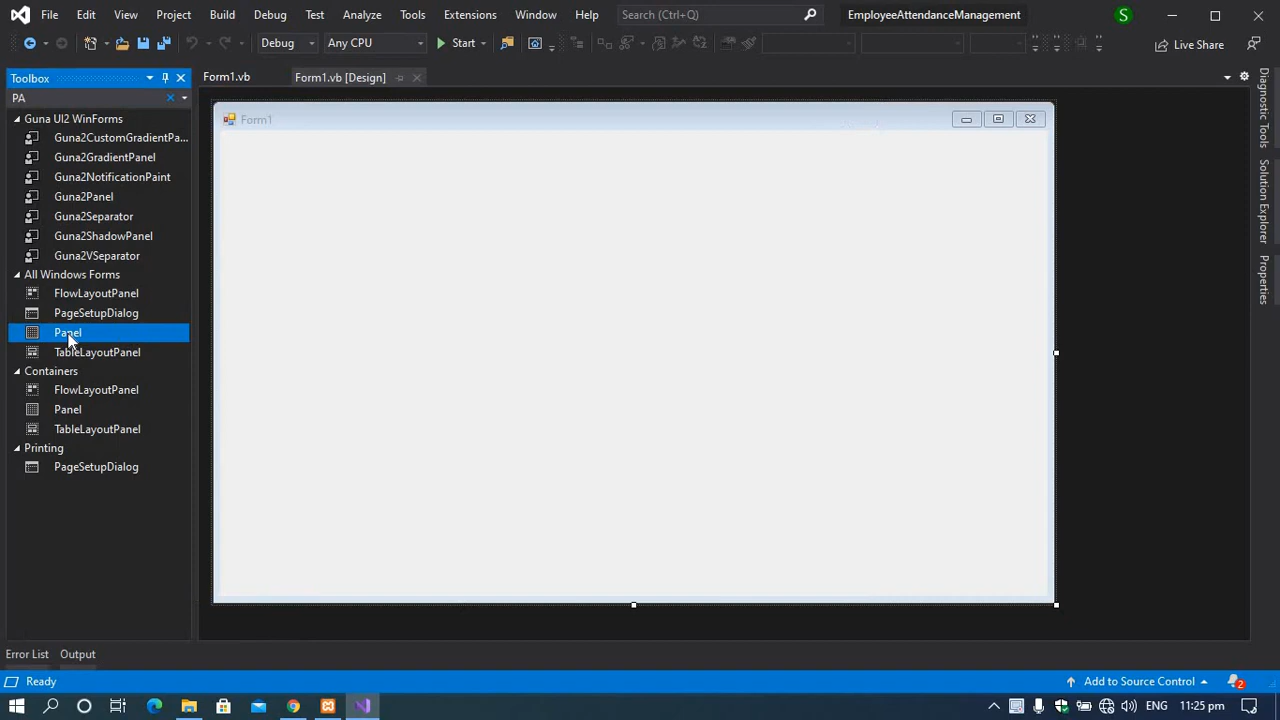 File Edit View Project Build Debug Test Analyze Tools Extensions Window Help Search (Ctrl+Q) EmployeeAttendanceManagement S
Debug Any CPU Start Live Share
Toolbox Form1.vb Form1.vb [Design]
PA
Guna UI2 WinForms
Guna2CustomGradientPa...
Guna2GradientPanel
Guna2NotificationPaint
Guna2Panel
Guna2Separator
Guna2ShadowPanel
Guna2VSeparator
All Windows Forms
FlowLayoutPanel
PageSetupDialog
Panel
TableLayoutPanel
Containers
FlowLayoutPanel
Panel
TableLayoutPanel
Printing
PageSetupDialog
Form1
Diagnostic Tools
Solution Explorer
Properties
Error List Output
Ready Add to Source Control 2
ENG 11:25 pm